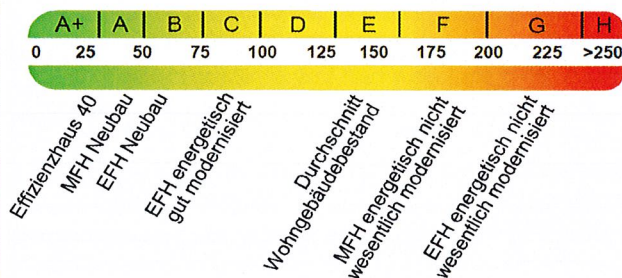 A+ A B C D E F G H
0 25 50 75 100 125 150 175 200 225 >250
Effizienzhaus 40
MFH Neubau
EFH Neubau
EFH energetisch
gut modernisiert
Durchschnitt
Wohngebäudebestand
MFH energetisch nicht
wesentlich modernisiert
EFH energetisch nicht
wesentlich modernisiert